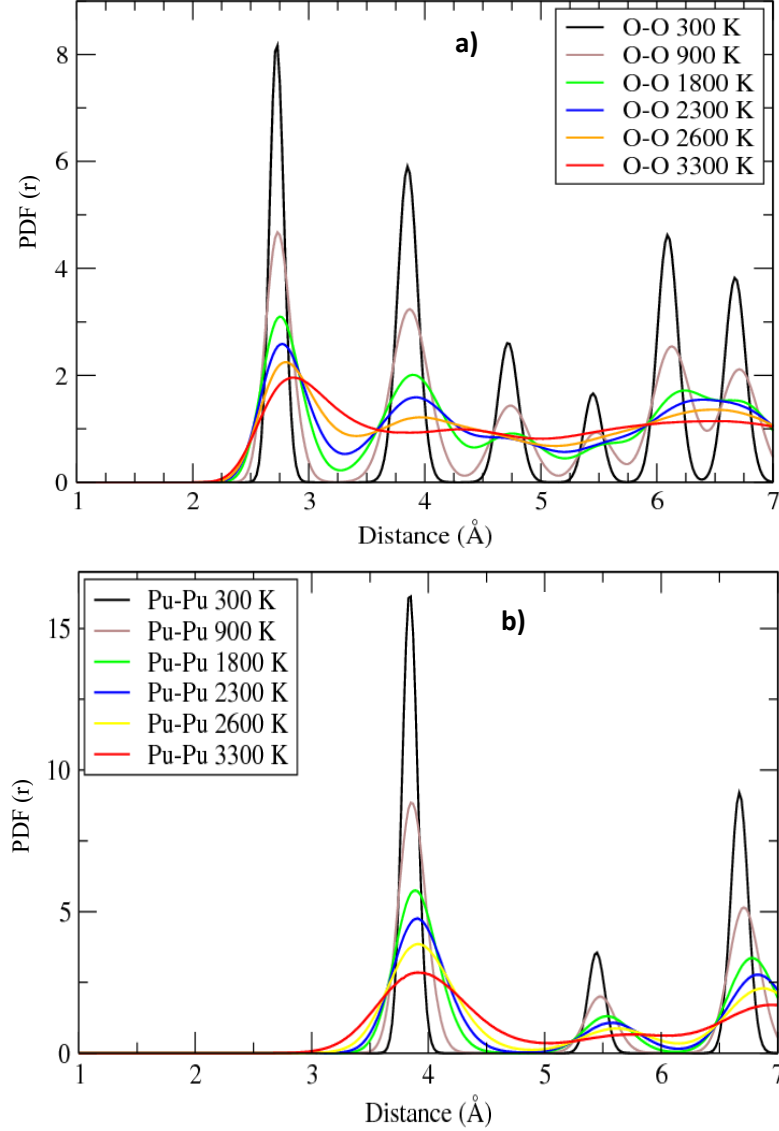 a)
O-O 300 K
O-O 900 K
O-O 1800 K
O-O 2300 K
O-O 2600 K
O-O 3300 K
8
6
4
2
0
PDF (r)
1 2 3 4 5 6 7
Distance (Å)
b)
Pu-Pu 300 K
Pu-Pu 900 K
Pu-Pu 1800 K
Pu-Pu 2300 K
Pu-Pu 2600 K
Pu-Pu 3300 K
15
10
5
0
PDF (r)
1 2 3 4 5 6 7
Distance (Å)